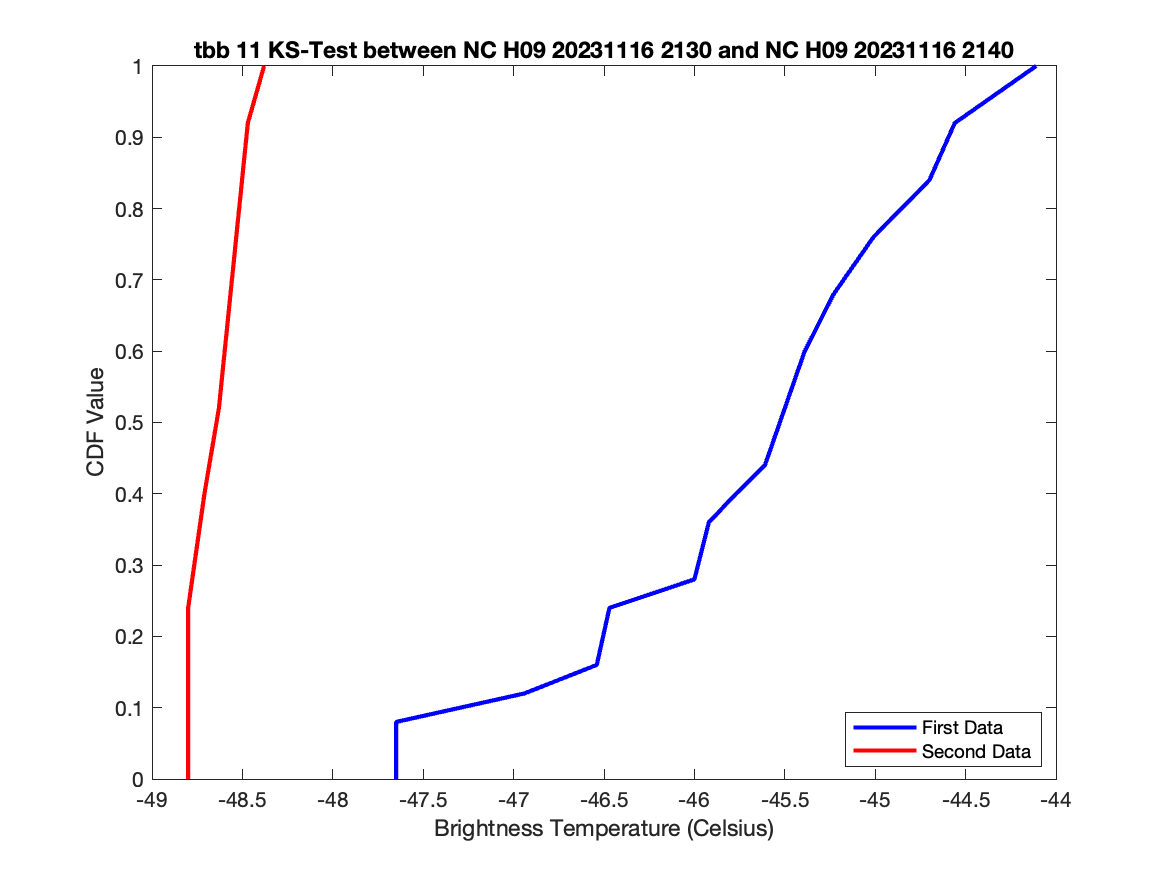 tbb 11 KS-Test between NC H09 20231116 2130 and NC H09 20231116 2140
1
0.9
0.8
0.7
0.6
0.5
0.4
0.3
0.2
0.1
0
CDF Value
First Data
Second Data
-49 -48.5 -48 -47.5 -47 -46.5 -46 -45.5 -45 -44.5 -44
Brightness Temperature (Celsius)